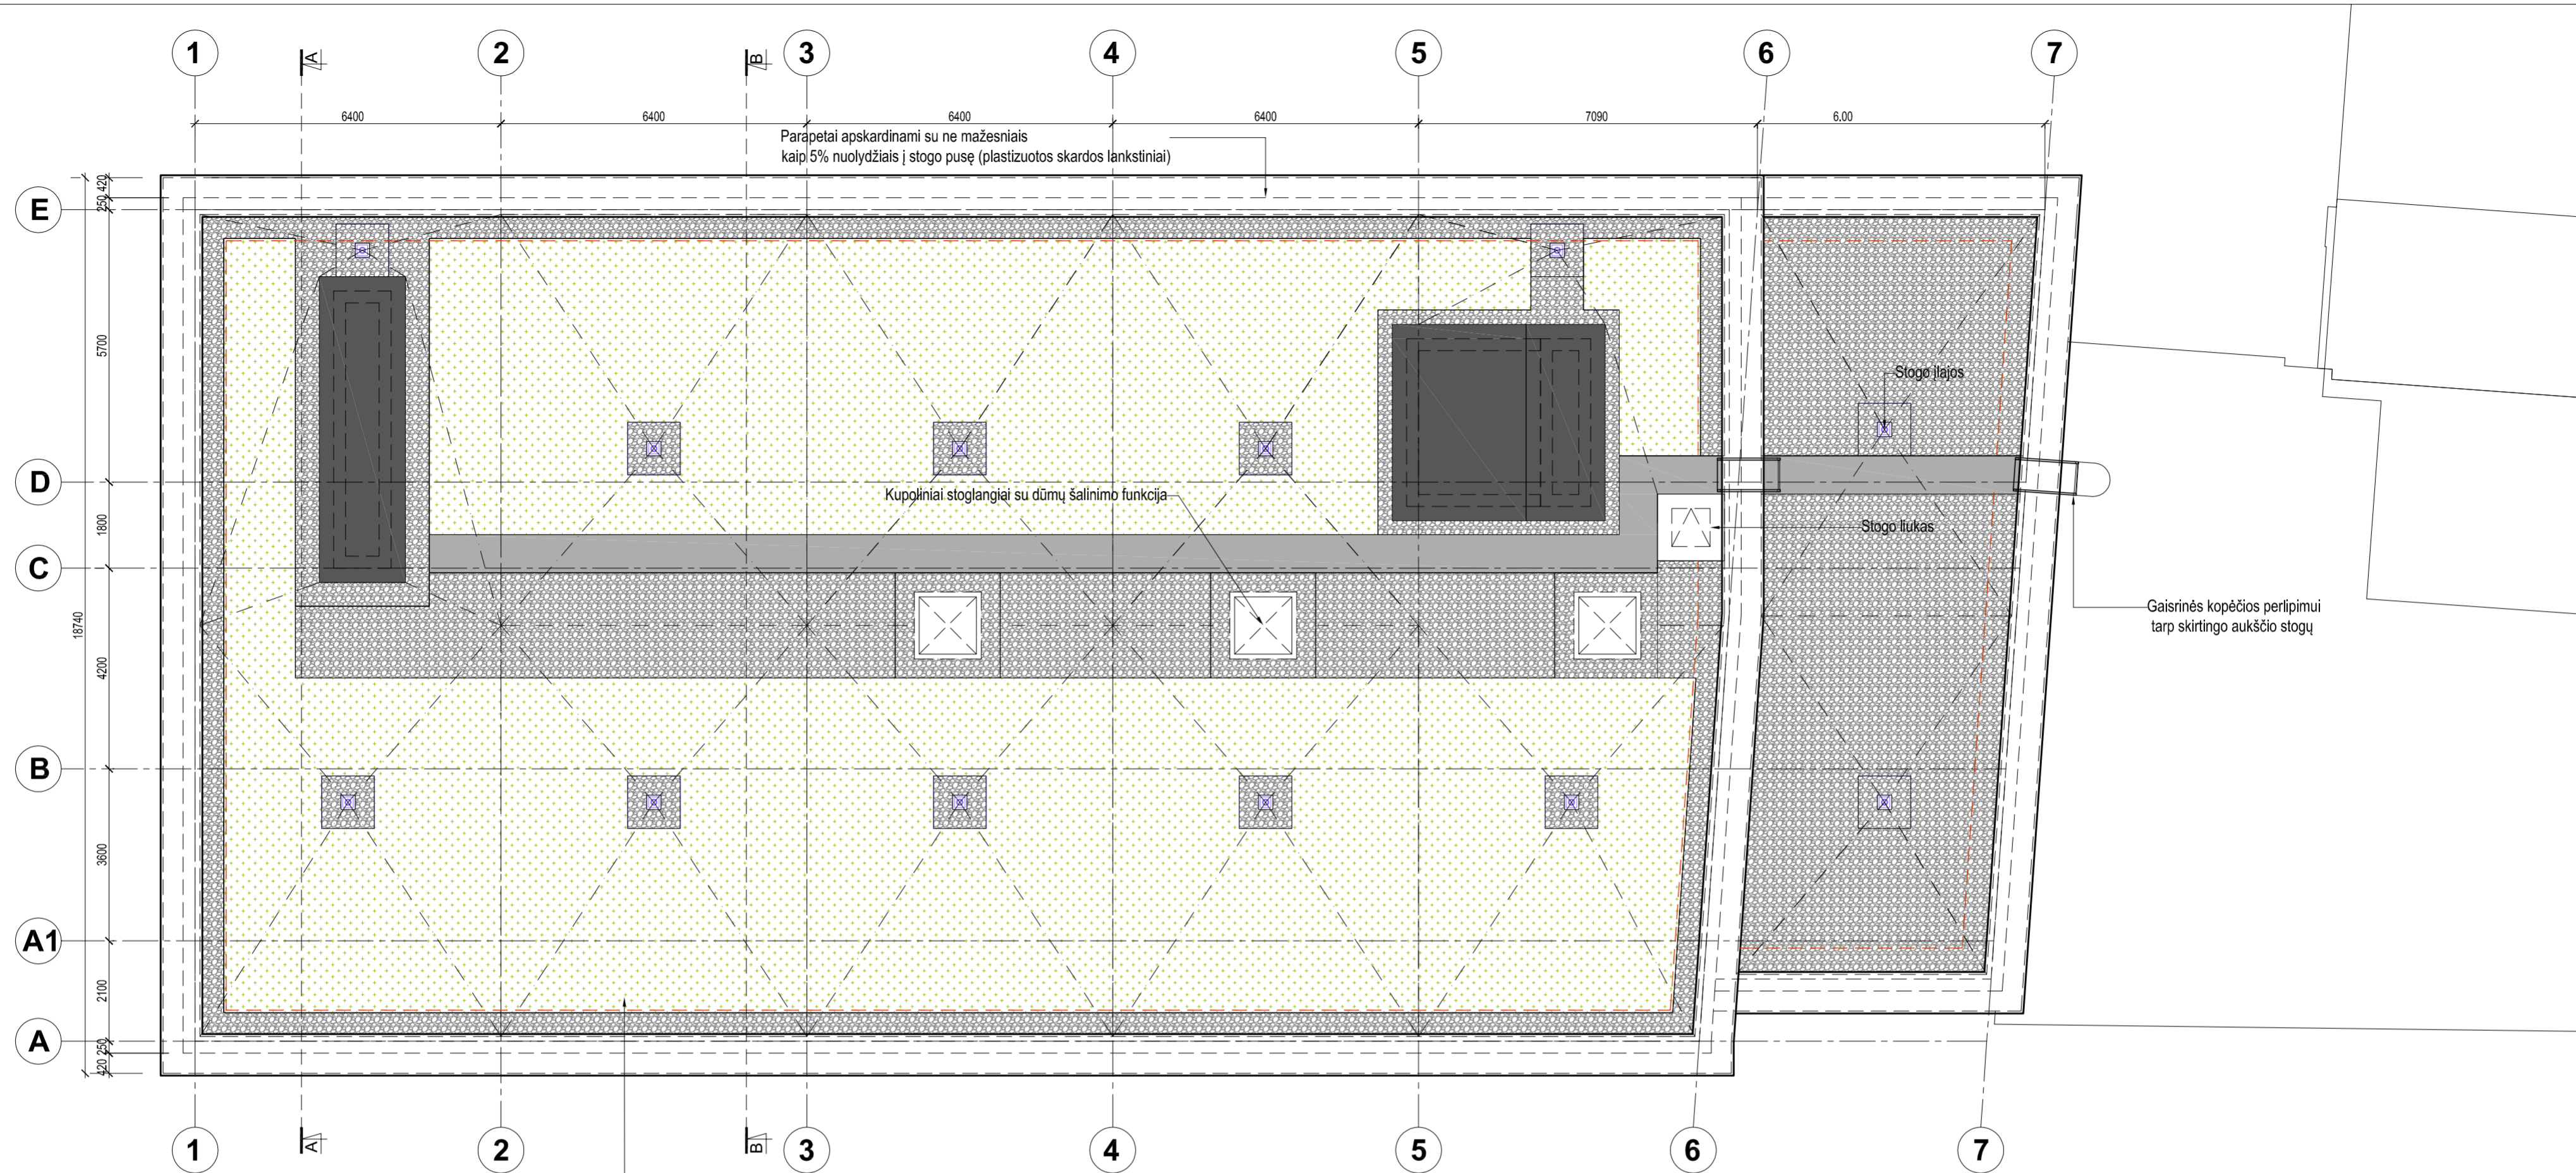 1
2
3
4
5
6
7
A
B
6400
6400
6400
6400
7090
6.00
Parapetai apskardinami su ne mažesniais
kaip 5% nuolydžiais į stogo pusę (plastizuotos skardos lankstiniai)
420
250
E
5700
Stogo įlajos
D
Kupoliniai stoglangiai su dūmų šalinimo funkcija
1800
Stogo liukas
C
18740
Gaisrinės kopėčios perlipimui
tarp skirtingo aukščio stogų
4200
B
3600
A1
2100
A
250
420
A
B
1
2
3
4
5
6
7